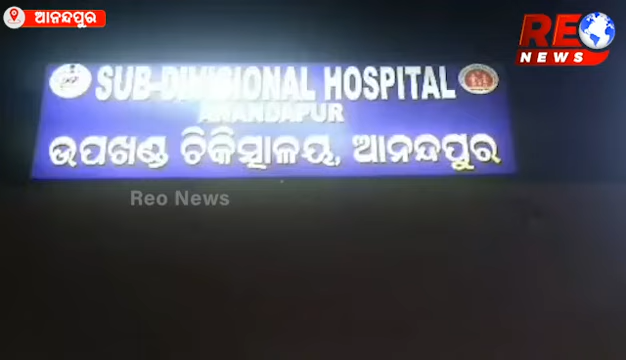 ଆନନ୍ଦପୁର
REO
NEWS
SUB-DIVISIONAL HOSPITAL
ANANDAPUR
ଉପଖଣ୍ଡ ଚିକିତ୍ସାଳୟ, ଆନନ୍ଦପୁର
Reo News